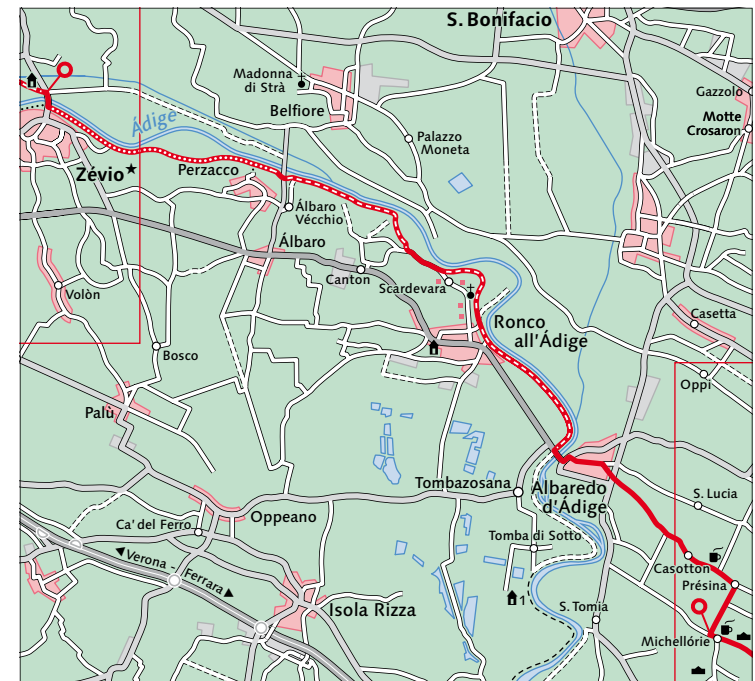 S. Bonifacio
Madonna
di Strà
Gazzolo
Belfiore
Motte
Crosaron
Ádige
Palazzo
Moneta
Zévio★
Perzacco
Álbaro
Vécchio
Álbaro
Canton
Scardevara
Volòn
Casetta
Ronco
all'Ádige
Bosco
Oppi
Palù
Tombazosana
Albaredo
d'Ádige
S. Lucia
Oppeano
Ca' del Ferro
Tomba di Sotto
◀Verona - Ferrara▶
Casotton
Présina
1
Isola Rizza
S. Tomia
Michellórie